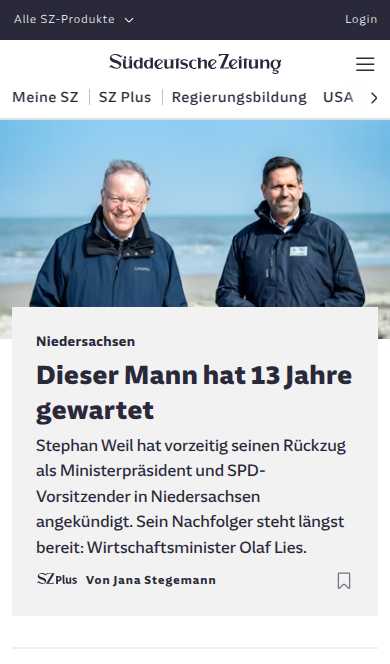 Alle SZ-Produkte
Login
Süddeutsche Zeitung
Meine SZ
SZ Plus
Regierungsbildung
USA
Niedersachsen
Dieser Mann hat 13 Jahre
gewartet
Stephan Weil hat vorzeitig seinen Rückzug
als Ministerpräsident und SPD-
Vorsitzender in Niedersachsen
angekündigt. Sein Nachfolger steht längst
bereit: Wirtschaftsminister Olaf Lies.
SZ Plus Von Jana Stegemann